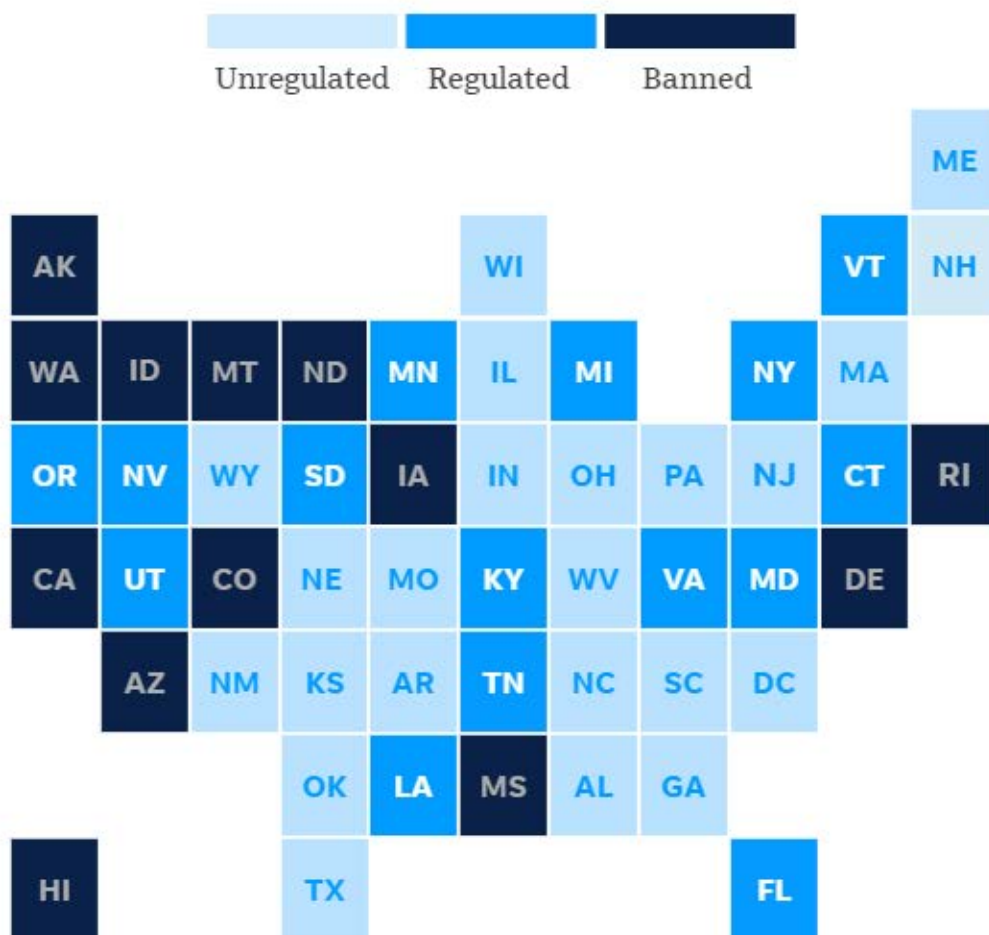 Unregulated Regulated Banned
ME
AK WI VT NH
WA ID MT ND MN IL MI NY MA
OR NV WY SD IA IN OH PA NJ CT RI
CA UT CO NE MO KY WV VA MD DE
AZ NM KS AR TN NC SC DC
OK LA MS AL GA
HI TX FL